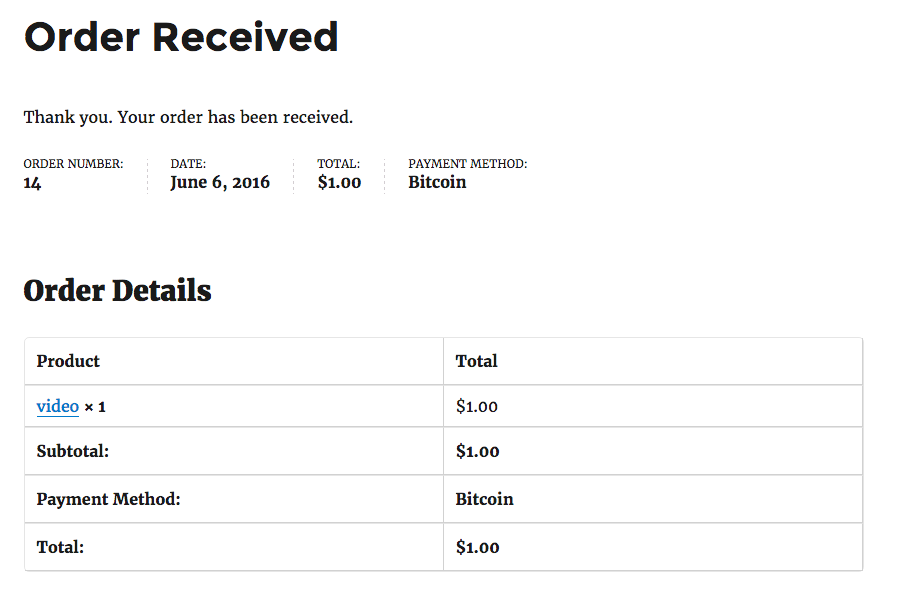 Order Received
Thank you. Your order has been received.
ORDER NUMBER: DATE: TOTAL: PAYMENT METHOD:
14 June 6, 2016 $1.00 Bitcoin
Order Details
Product Total
video × 1 $1.00
Subtotal: $1.00
Payment Method: Bitcoin
Total: $1.00